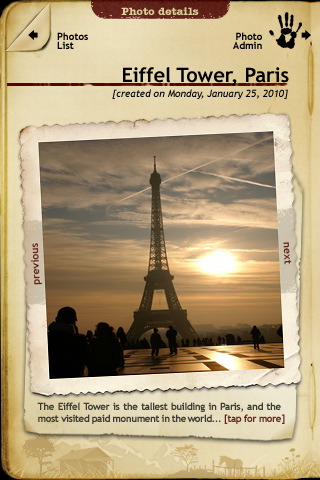 Photo details
Photos
List
Photo
Admin
Eiffel Tower, Paris
[created on Monday, January 25, 2010]
previous
next
The Eiffel Tower is the tallest building in Paris, and the
most visited paid monument in the world... [tap for more]